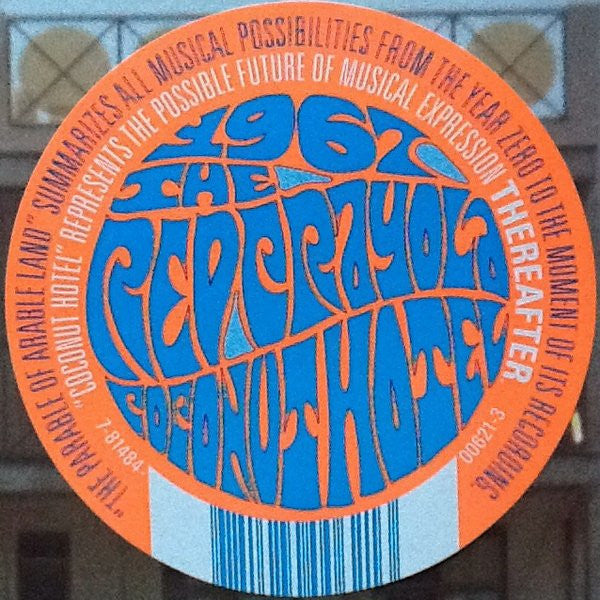 "THE PARABLE OF ARABLE LAND" SUMMARIZES ALL MUSICAL POSSIBILITIES FROM THE YEAR ZERO TO THE MOMENT OF ITS RECORDING.
"COCONUT HOTEL" REPRESENTS THE POSSIBLE FUTURE OF MUSICAL EXPRESSION THEREAFTER.
1967
THE
RED CRAYOLA
COCONUT HOTEL
7-81484
00621-3